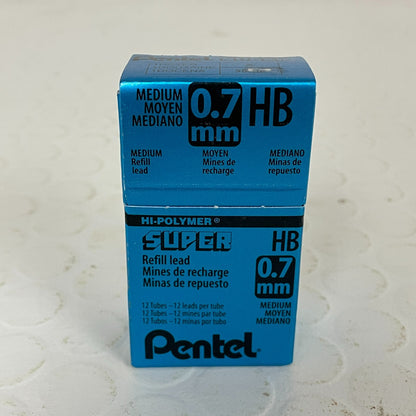 MEDIUM
MOYEN
MEDIANO
0.7
mm
HB
MEDIUM
Refill
lead
MOYEN
Mines de
recharge
MEDIANO
Minas de
repuesto
HI-POLYMER®
SUPER
HB
Refill lead
Mines de recharge
Minas de repuesto
0.7
mm
MEDIUM
MOYEN
MEDIANO
12 Tubes – 12 leads per tube
12 Tubes – 12 mines par tube
12 Tubes – 12 minas por tubo
Pentel®